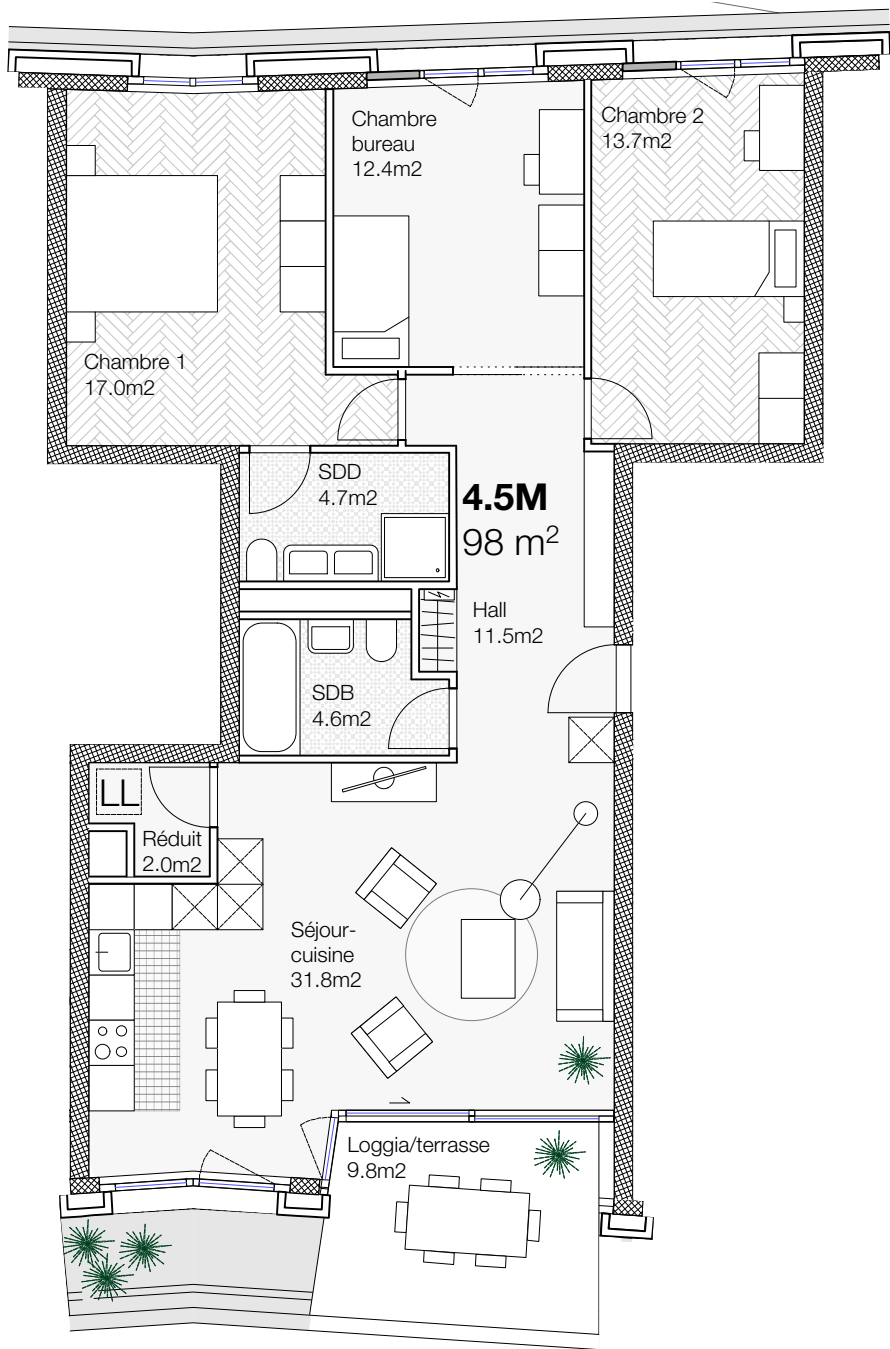 Chambre
bureau
12.4m2
Chambre 2
13.7m2
Chambre 1
17.0m2
SDD
4.7m2
4.5M
98 m²
Hall
11.5m2
SDB
4.6m2
LL
Réduit
2.0m2
Séjour-
cuisine
31.8m2
Loggia/terrasse
9.8m2